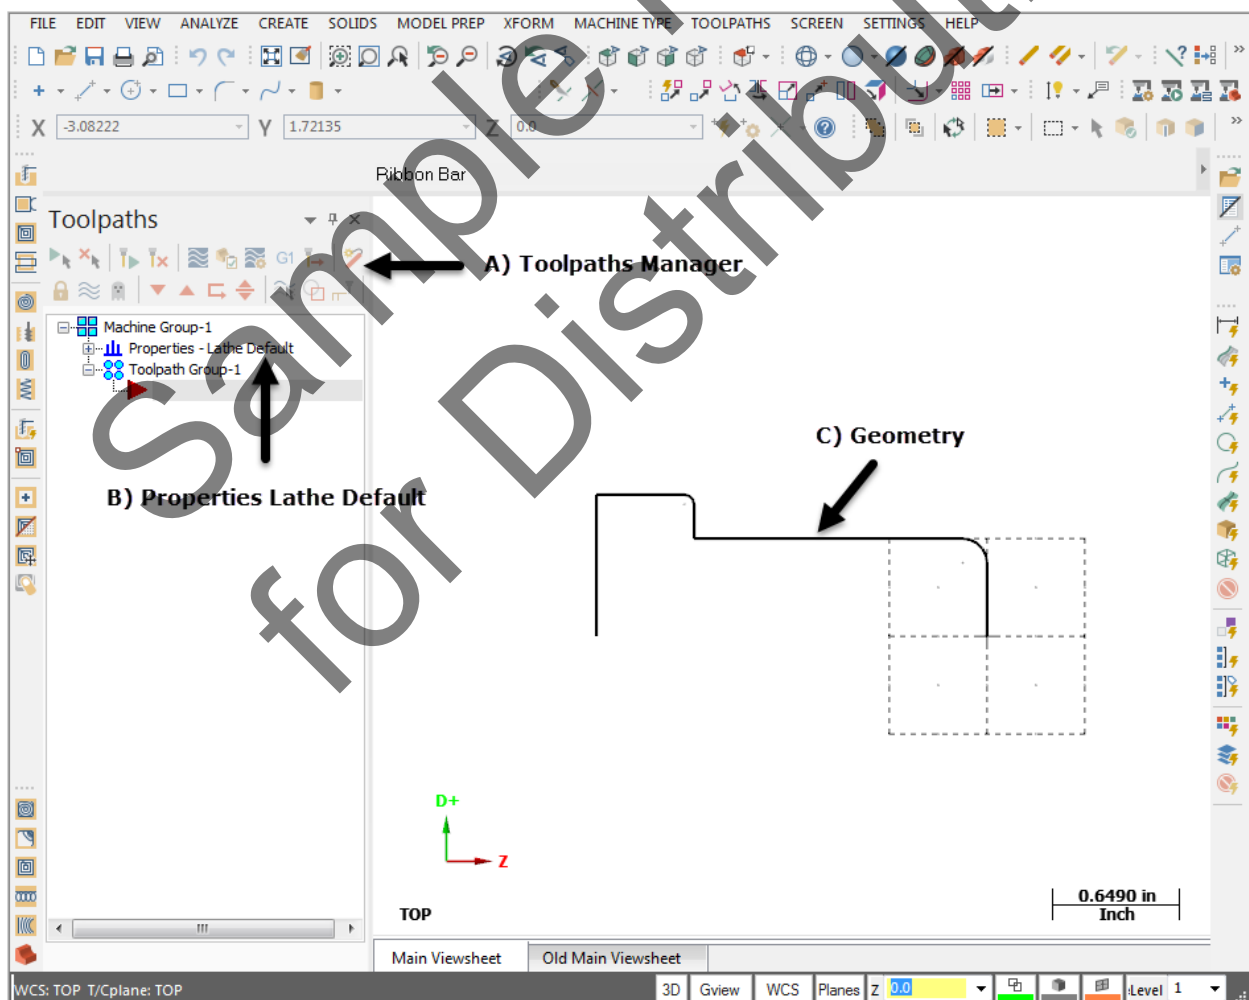 FILE EDIT VIEW ANALYZE CREATE SOLIDS MODEL PREP XFORM MACHINE TYPE TOOLPATHS SCREEN SETTINGS HELP
X -3.08222 Y 1.72135 Z 0.0
Ribbon Bar
Toolpaths
G1
A) Toolpaths Manager
Machine Group-1
Properties - Lathe Default
Toolpath Group-1
C) Geometry
B) Properties Lathe Default
Sample
for Distribut
D+
Z
0.6490 in
Inch
TOP
Main Viewsheet Old Main Viewsheet
WCS: TOP T/Cplane: TOP 3D Gview WCS Planes Z 0.0 :Level 1